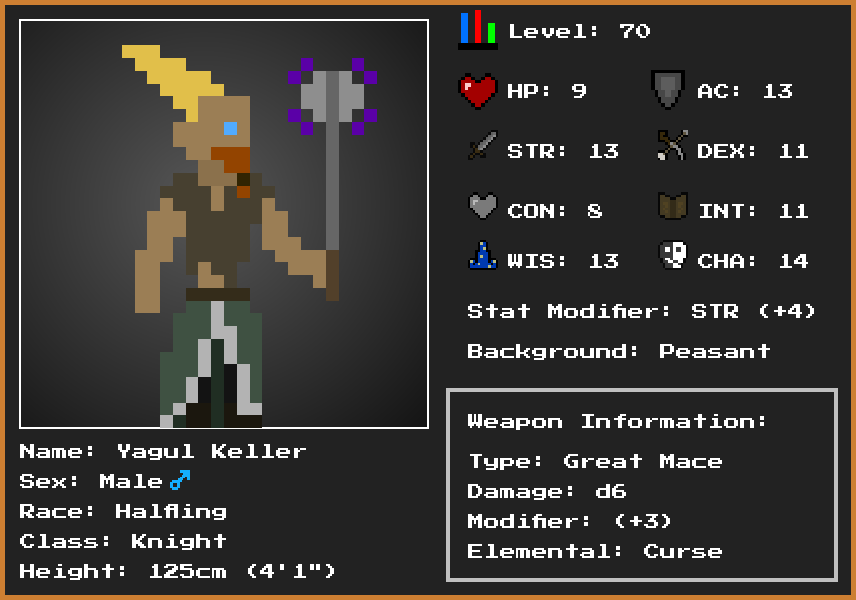 Level: 70
HP: 9
AC: 13
STR: 13
DEX: 11
CON: 8
INT: 11
WIS: 13
CHA: 14
Stat Modifier: STR (+4)
Background: Peasant
Weapon Information:
Type: Great Mace
Damage: d6
Modifier: (+3)
Elemental: Curse
Name: Yagul Keller
Sex: Male♂
Race: Halfling
Class: Knight
Height: 125cm (4'1")